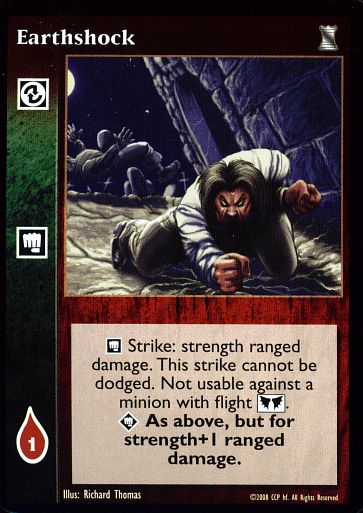 Earthshock
Strike: strength ranged
damage. This strike cannot be
dodged. Not usable against a
minion with flight.
As above, but for
strength+1 ranged
damage.
1
Illus: Richard Thomas
©2008 CCP hf. All Rights Reserved